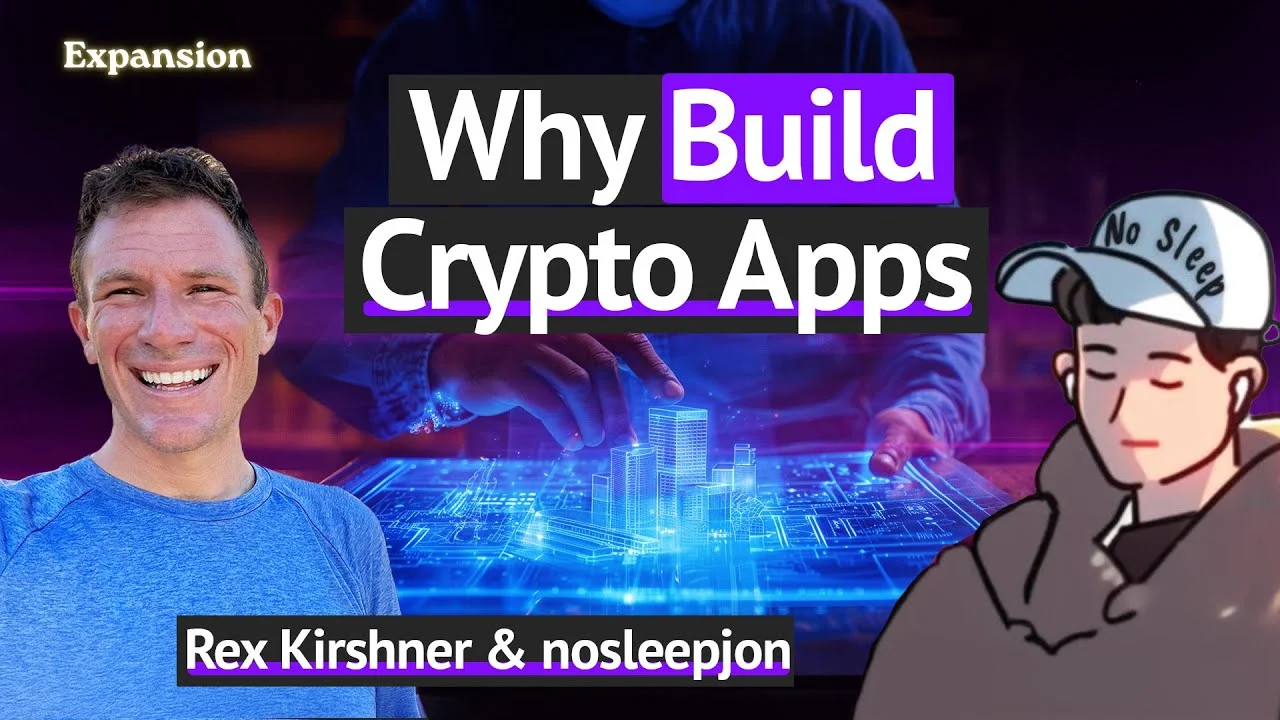 Expansion
Why Build
Crypto Apps
No Sleep
Rex Kirshner & nosleepjon